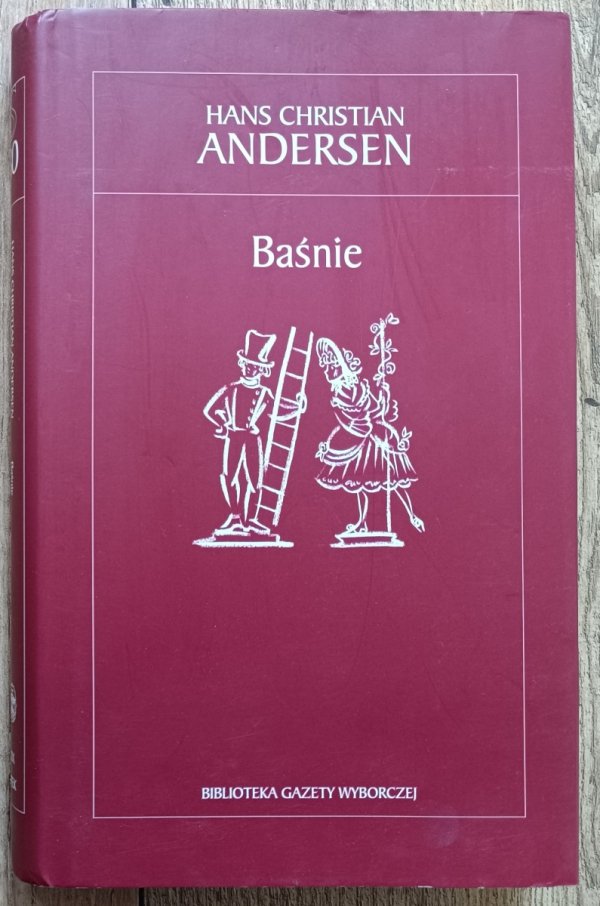 HANS CHRISTIAN
ANDERSEN
Baśnie
BIBLIOTEKA GAZETY WYBORCZEJ